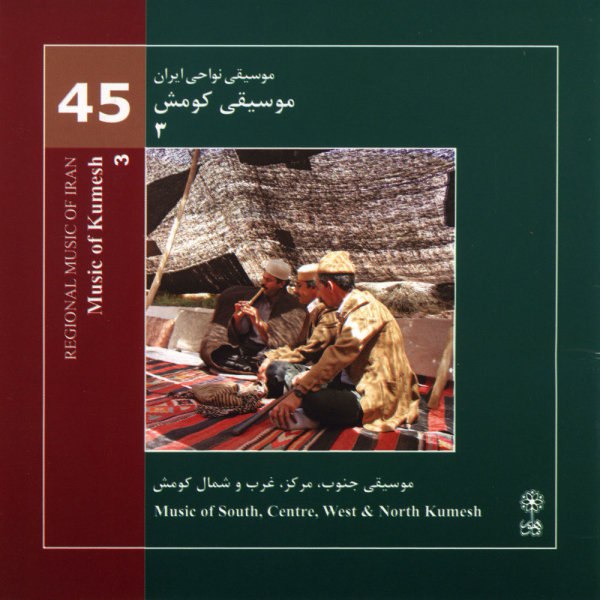 45
موسیقی نواحی ایران
موسیقی کومش
۳
3
REGIONAL MUSIC OF IRAN
Music of Kumesh
موسیقی جنوب، مرکز، غرب و شمال کومش
Music of South, Centre, West & North Kumesh